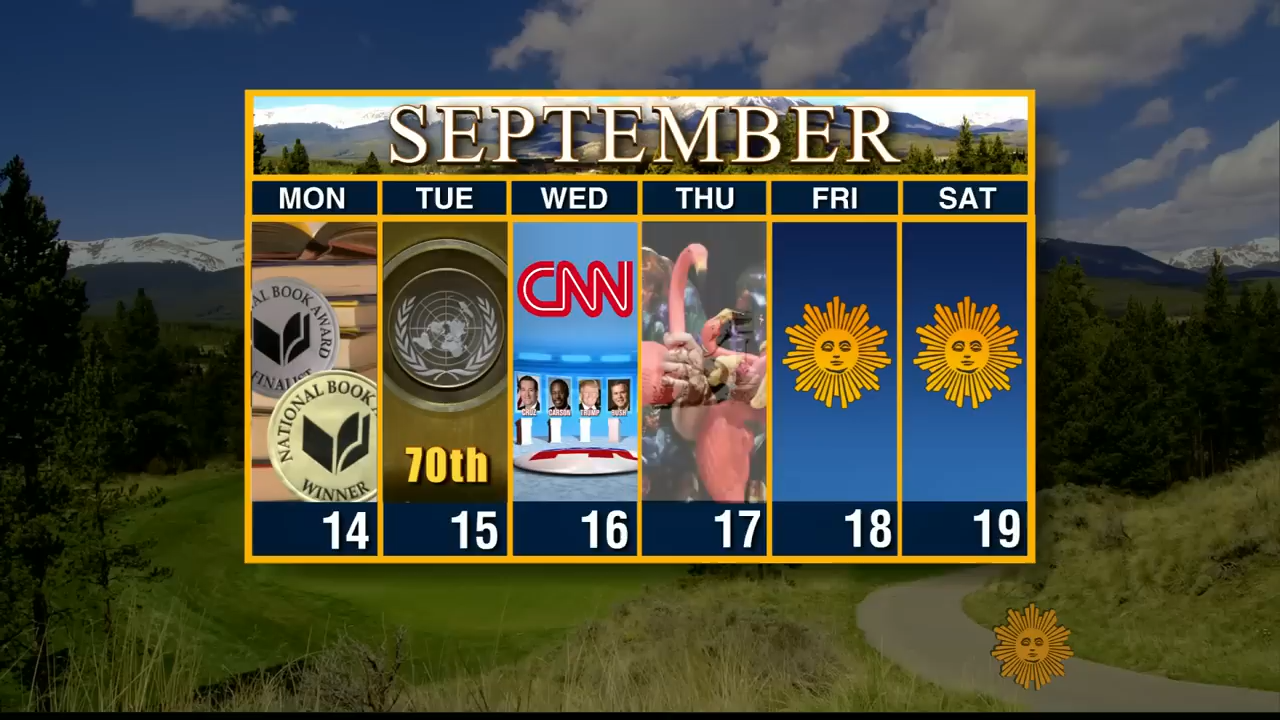 SEPTEMBER
MON TUE WED THU FRI SAT
AL BOOK AWARD
FINALIST
NATIONAL BOOK
WINNER
70th
CNN
CRUZ CARSON TRUMP BUSH
14 15 16 17 18 19